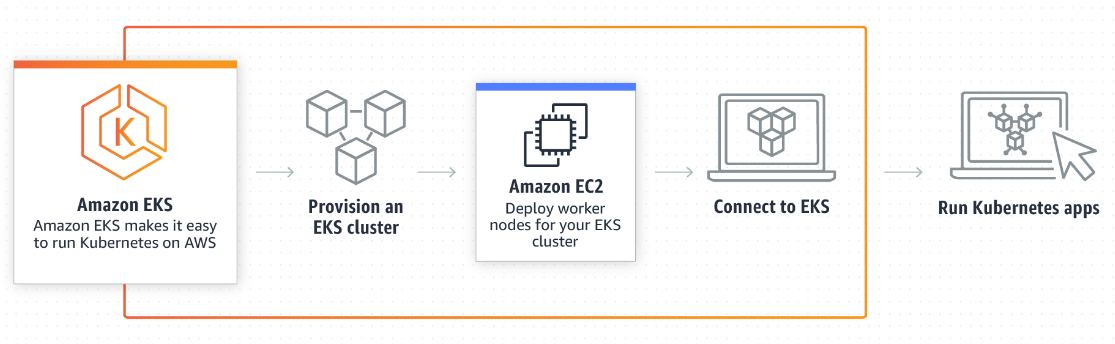 K
Amazon EKS
Amazon EKS makes it easy
to run Kubernetes on AWS
Provision an
EKS cluster
Amazon EC2
Deploy worker
nodes for your EKS
cluster
Connect to EKS
Run Kubernetes apps